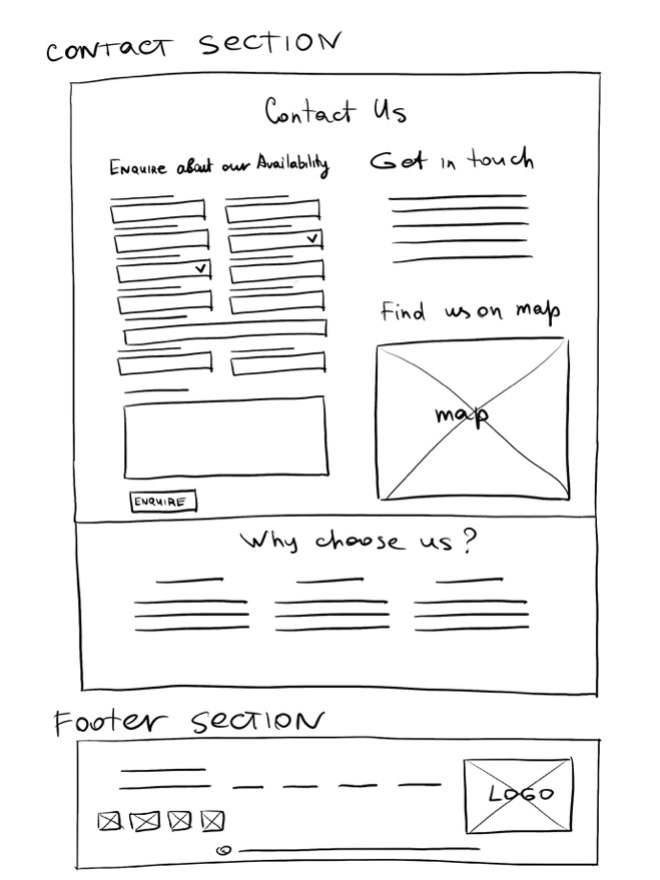 CONTACT SECTION
Contact Us
ENQUIRE about our Availability
Get in touch
Find us on map
map
ENQUIRE
Why choose us?
Footer SECTION
LOGO
©